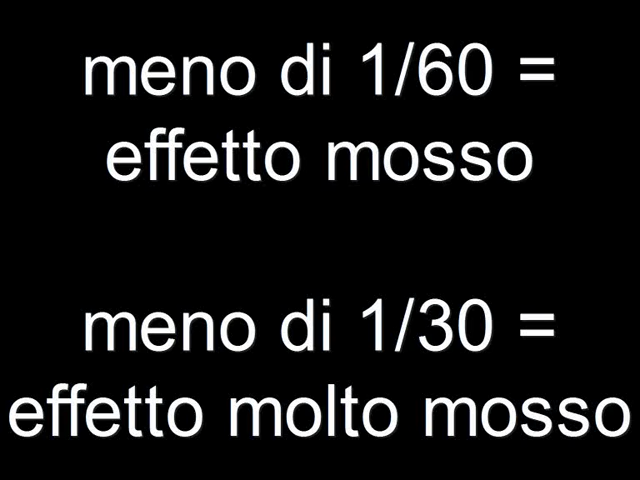 meno di 1/60 =
effetto mosso
meno di 1/30 =
effetto molto mosso